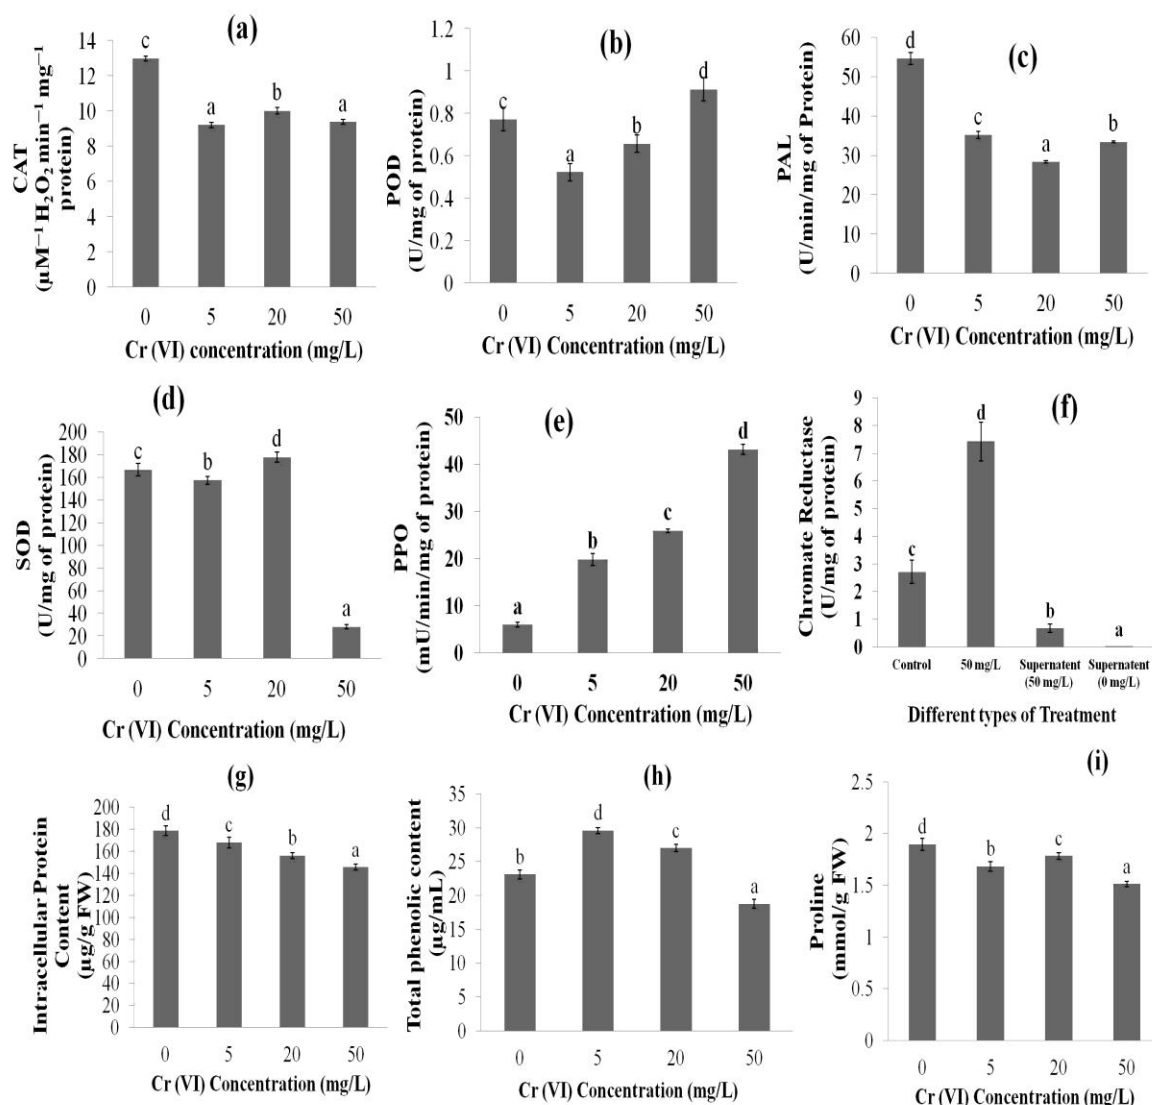 (a)
CAT
(µM⁻¹ H₂O₂ min⁻¹ mg⁻¹
protein)
14
12
10
8
6
4
2
0
c
a
b
a
0 5 20 50
Cr (VI) concentration (mg/L)
(b)
POD
(U/mg of protein)
1.2
1
0.8
0.6
0.4
0.2
0
c
a
b
d
0 5 20 50
Cr (VI) Concentration (mg/L)
(c)
PAL
(U/min/mg of Protein)
60
50
40
30
20
10
0
d
c
a
b
0 5 20 50
Cr (VI) Concentration (mg/L)
(d)
SOD
(U/mg of protein)
200
180
160
140
120
100
80
60
40
20
0
c
b
d
a
0 5 20 50
Cr (VI) Concentration (mg/L)
(e)
PPO
(mU/min/mg of protein)
50
40
30
20
10
0
a
b
c
d
0 5 20 50
Cr (VI) Concentration (mg/L)
(f)
Chromate Reductase
(U/mg of protein)
9
8
7
6
5
4
3
2
1
0
c
d
b
a
Control 50 mg/L Supernatent Supernatent
(50 mg/L) (0 mg/L)
Different types of Treatment
(g)
Intracellular Protein
Content
(µg/g FW)
200
180
160
140
120
100
80
60
40
20
0
d
c
b
a
0 5 20 50
Cr (VI) Concentration (mg/L)
(h)
Total phenolic content
(µg/mL)
35
30
25
20
15
10
5
0
b
d
c
a
0 5 20 50
Cr (VI) Concentration (mg/L)
(i)
Proline
(mmol/g FW)
2.5
2
1.5
1
0.5
0
d
b
c
a
0 5 20 50
Cr (VI) Concentration (mg/L)